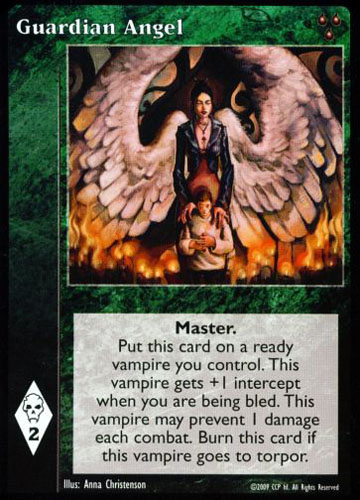 Guardian Angel
Master.
Put this card on a ready
vampire you control. This
vampire gets +1 intercept
when you are being bled. This
vampire may prevent 1 damage
each combat. Burn this card if
this vampire goes to torpor.
2
Illus: Anna Christenson
©2009 CCP hf. All Rights Reserved